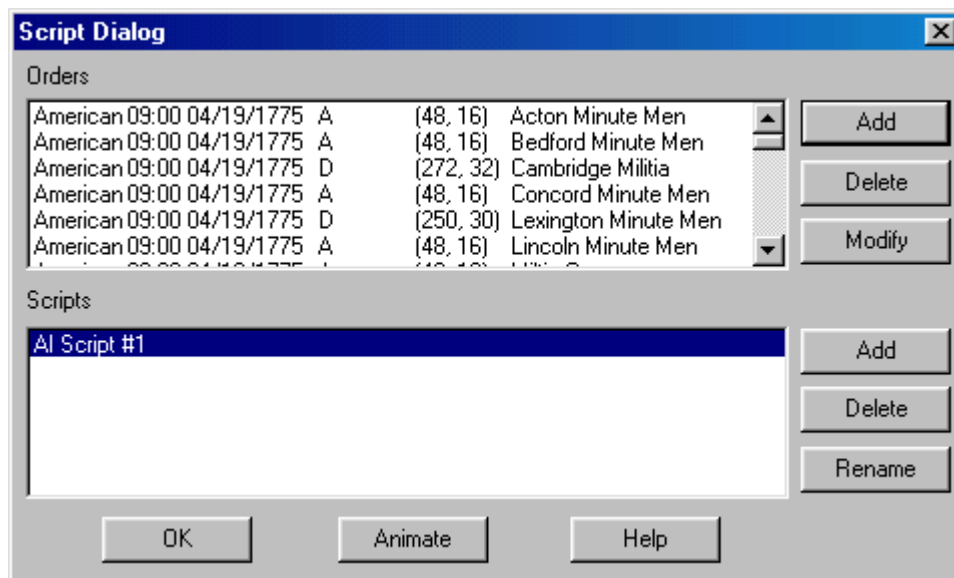 Script Dialog
Orders
American 09:00 04/19/1775 A (48, 16) Acton Minute Men
American 09:00 04/19/1775 A (48, 16) Bedford Minute Men
American 09:00 04/19/1775 D (272, 32) Cambridge Militia
American 09:00 04/19/1775 A (48, 16) Concord Minute Men
American 09:00 04/19/1775 D (250, 30) Lexington Minute Men
American 09:00 04/19/1775 A (48, 16) Lincoln Minute Men
Add
Delete
Modify
Scripts
AI Script #1
Add
Delete
Rename
OK Animate Help